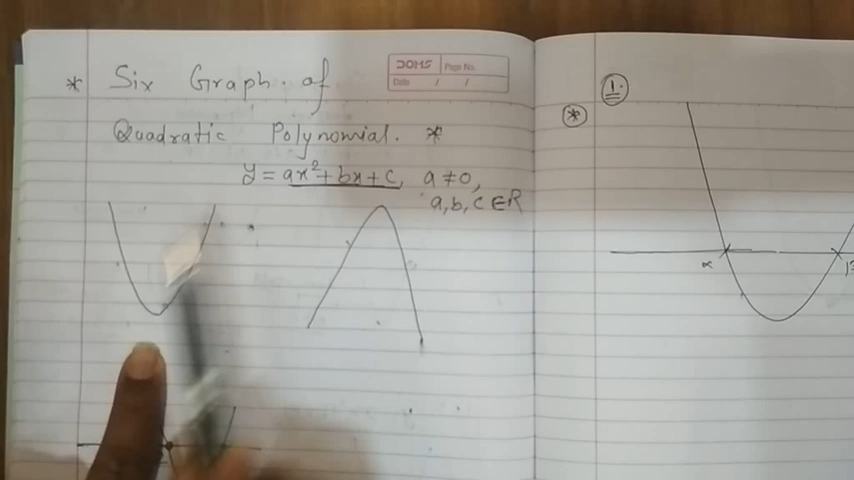 * Six Graph of
Quadratic Polynomial. *
y = ax²+bx+c, a ≠ 0,
a, b, c ∈ R
DOMS Page No.
Date / /
1.
*
α
β